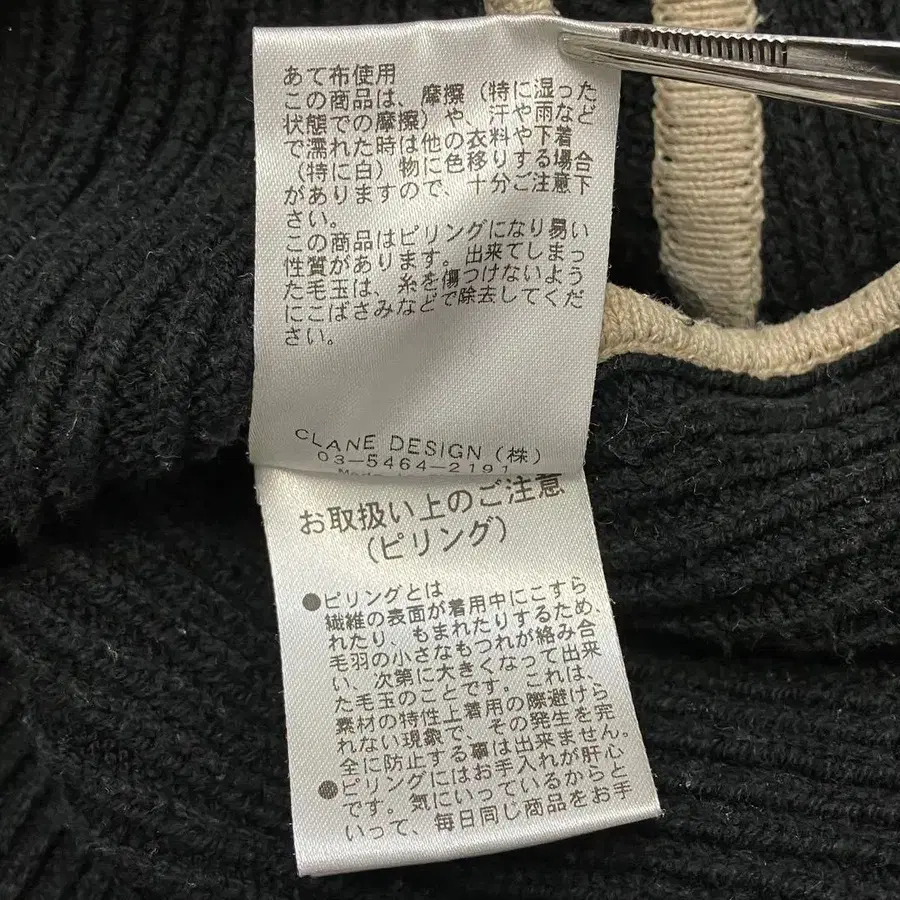 あて布使用
この商品は、摩擦（特に湿った
状態での摩擦）や、汗や雨など
で濡れた時は他の衣料や下着
（特に白）物に色移りする場合
がありますので、十分ご注意下
さい。
この商品はピリングになり易い
性質があります。出来てしまっ
た毛玉は、糸を傷つけないよう
にこばさみなどで除去してくだ
さい。
CLANE DESIGN（株）
03-5464-2191
お取扱い上のご注意
（ピリング）
●ピリングとは
繊維の表面が着用中にこすら
れたり、もまれたりするため、
毛羽の小さなもつれが絡み合
い、次第に大きくなって出来
た毛玉のことです。これは、
素材の特性上着用の際避けら
れない現象で、その発生を完
全に防止する事は出来ません。
●ピリングにはお手入れが肝心
です。気にいっているからと
いって、毎日同じ商品をお手